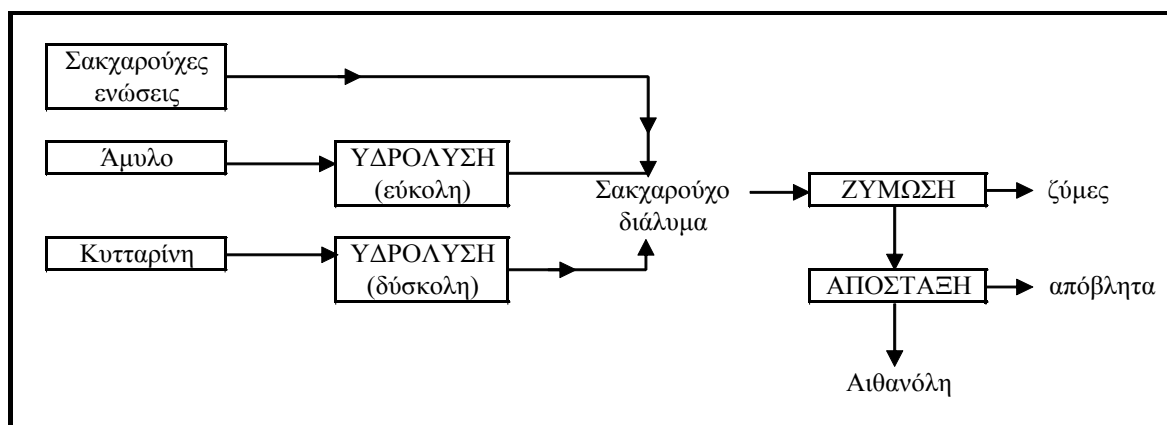 Σακχαρούχες
ενώσεις
Άμυλο
ΥΔΡΟΛΥΣΗ
(εύκολη)
Κυτταρίνη
ΥΔΡΟΛΥΣΗ
(δύσκολη)
Σακχαρούχο
διάλυμα
ΖΥΜΩΣΗ
ζύμες
ΑΠΟΣΤΑΞΗ
απόβλητα
Αιθανόλη